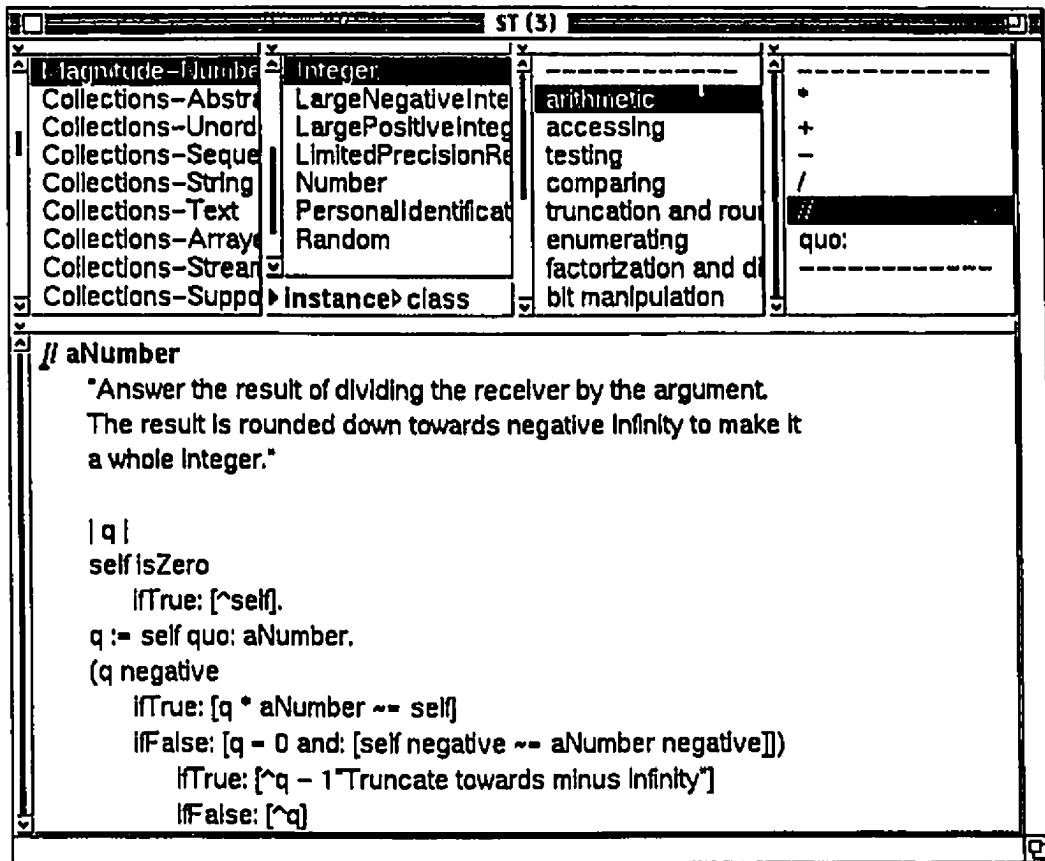 ST (3)
Magnitude-Numbe
Collections-Abstra
Collections-Unord
Collections-Seque
Collections-String
Collections-Text
Collections-Array
Collections-Strear
Collections-Suppo
Integer
LargeNegativeInte
LargePositiveInteg
LimitedPrecisionRe
Number
PersonalIdentificat
Random
instance class
------------
arithmetic
accessing
testing
comparing
truncation and rour
enumerating
factorization and di
bit manipulation
------------
*
+
-
/
//
quo:
------------
// aNumber
"Answer the result of dividing the receiver by the argument.
The result is rounded down towards negative infinity to make it
a whole integer."
| q |
self isZero
ifTrue: [^self].
q := self quo: aNumber.
(q negative
ifTrue: [q * aNumber ~= self]
ifFalse: [q = 0 and: [self negative ~= aNumber negative]])
ifTrue: [^q - 1"Truncate towards minus infinity"]
ifFalse: [^q]